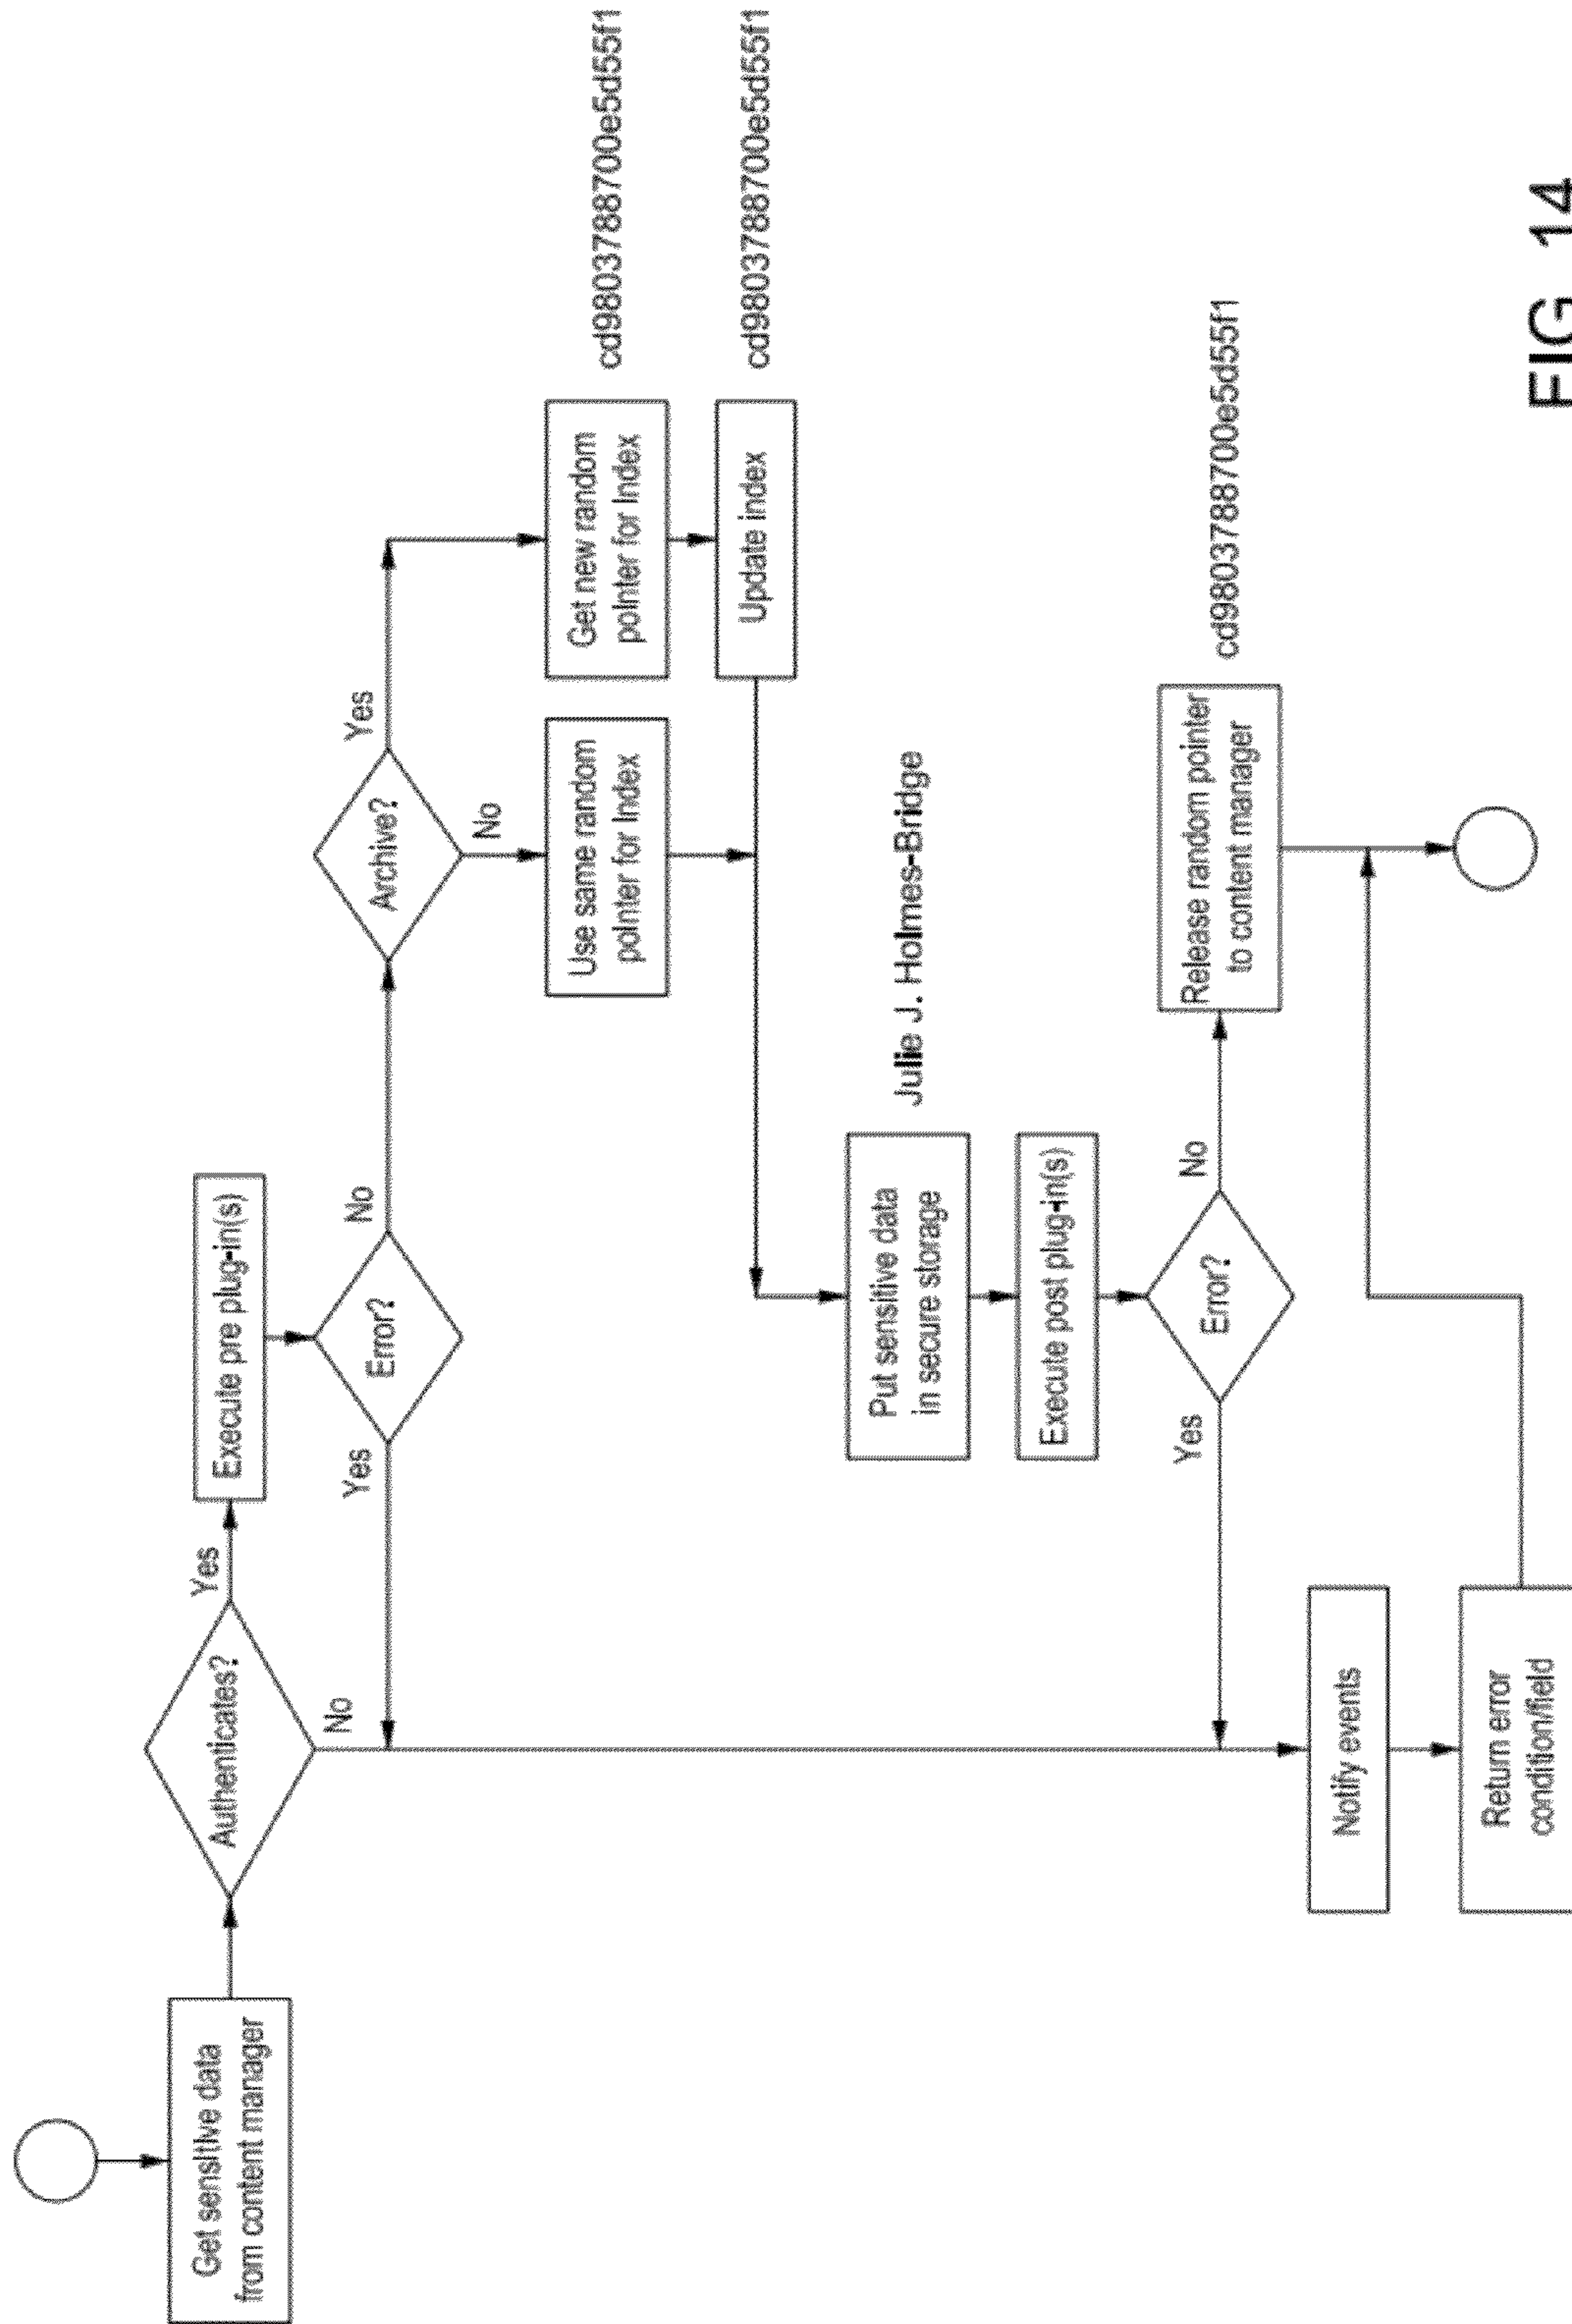 Get sensitive data
from content manager
Authenticates?
Yes
No
Execute pre plug-in(s)
Error?
Yes
No
Archive?
Yes
No
Use same random
pointer for Index
Get new random
pointer for Index
cd98037888700e5d55f1
Update index
cd98037888700e5d55f1
Put sensitive data
in secure storage
Julie J. Holmes-Bridge
Execute post plug-in(s)
Error?
Yes
No
Release random pointer
to content manager
cd98037888700e5d55f1
Notify events
Return error
condition/field
FIG. 14